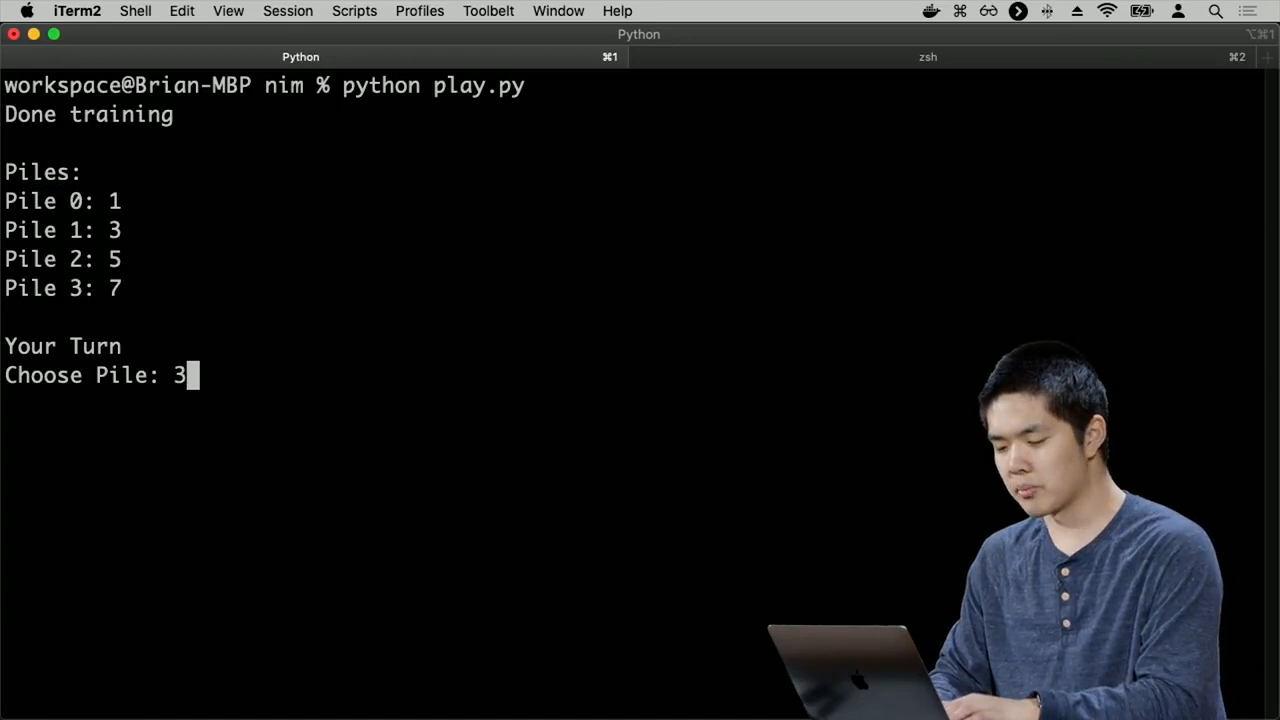 iTerm2 Shell Edit View Session Scripts Profiles Toolbelt Window Help
Python
⌥⌘1
Python ⌘1 zsh ⌘2
workspace@Brian-MBP nim % python play.py
Done training
Piles:
Pile 0: 1
Pile 1: 3
Pile 2: 5
Pile 3: 7
Your Turn
Choose Pile: 3